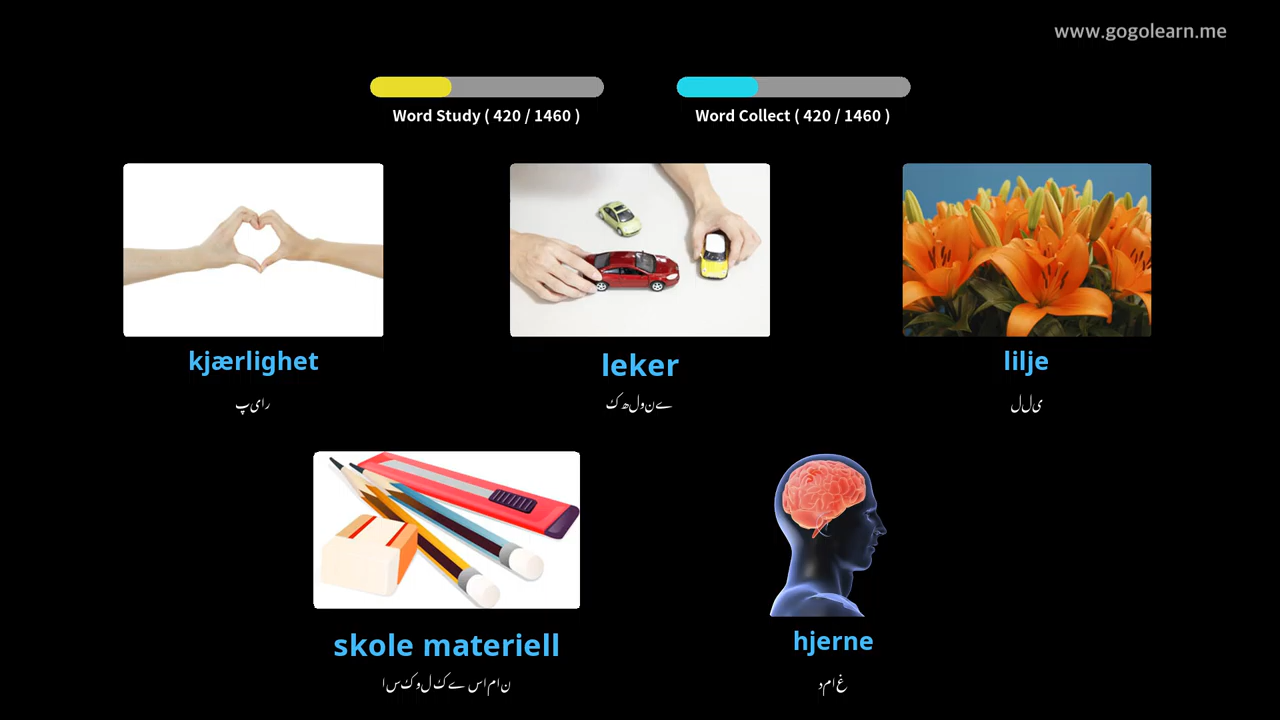 www.gogolearn.me
Word Study ( 420 / 1460 )
Word Collect ( 420 / 1460 )
kjærlighet
leker
lilje
پیار
کھلونے
للی
skole materiell
hjerne
اسکول کے سامان
دماغ